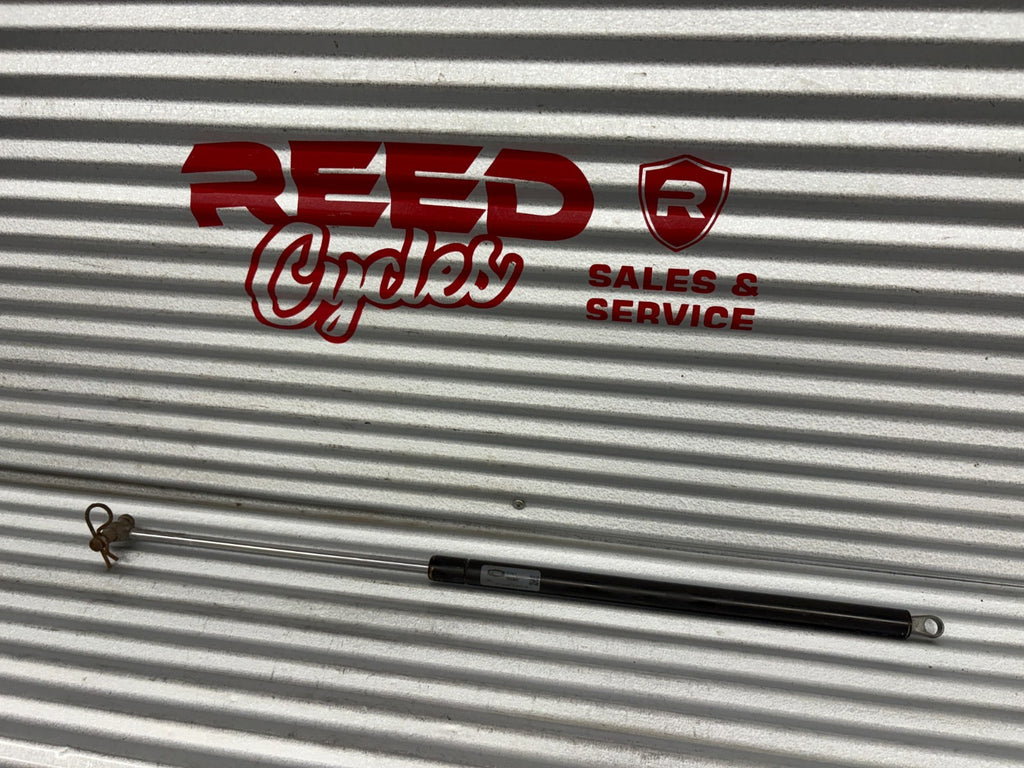 REED
Cycles
R
SALES &
SERVICE